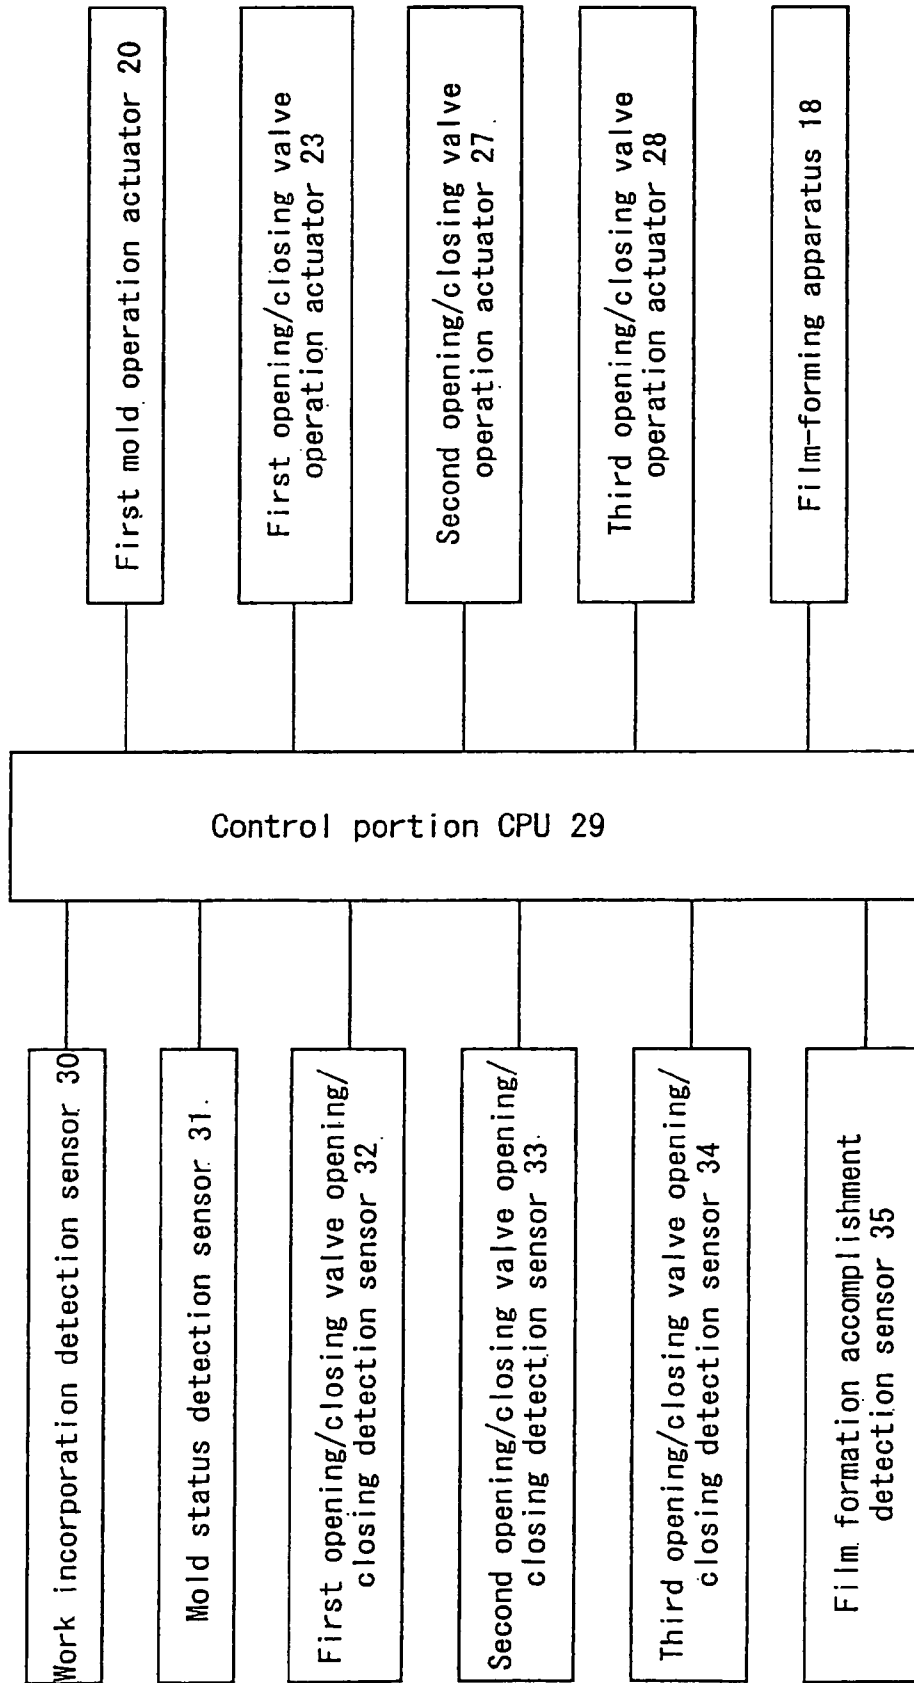 Work incorporation detection sensor 30
Mold status detection sensor 31
First opening/closing valve opening/
closing detection sensor 32
Second opening/closing valve opening/
closing detection sensor 33
Third opening/closing valve opening/
closing detection sensor 34
Film formation accomplishment
detection sensor 35
Control portion CPU 29
First mold operation actuator 20
First opening/closing valve
operation actuator 23
Second opening/closing valve
operation actuator 27
Third opening/closing valve
operation actuator 28
Film-forming apparatus 18